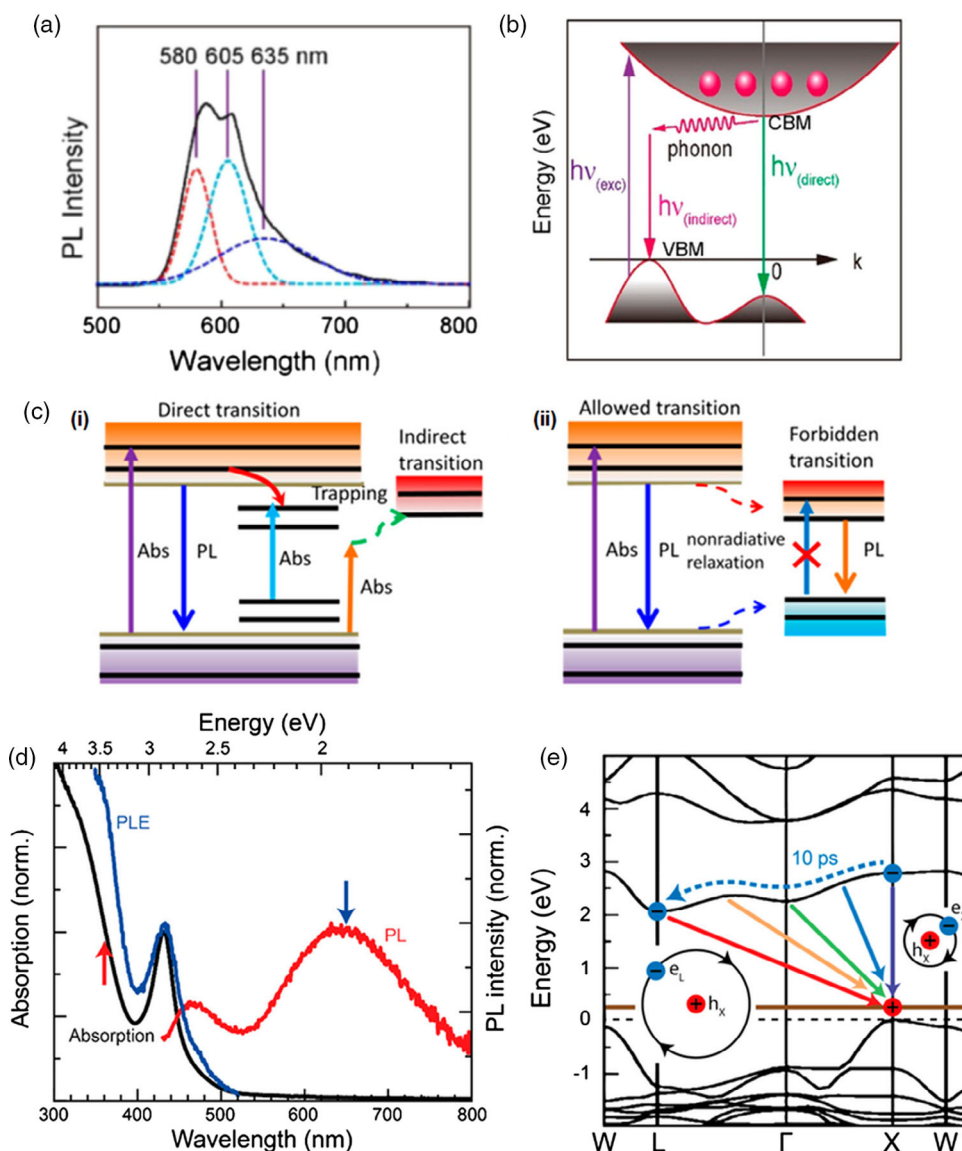 (a)
580 605 635 nm
PL Intensity
500 600 700 800
Wavelength (nm)
(b)
Energy (eV)
CBM
phonon
hν(exc)
hν(direct)
hν(indirect)
VBM
k
0
(c)
(i)
Direct transition
Indirect
transition
Trapping
Abs
PL
Abs
Abs
(ii)
Allowed transition
Forbidden
transition
nonradiative
relaxation
Abs
PL
PL
(d)
Energy (eV)
4 3.5 3 2.5 2
PLE
PL
Absorption
Absorption (norm.)
PL intensity (norm.)
300 400 500 600 700 800
Wavelength (nm)
(e)
Energy (eV)
4
3
2
1
0
-1
10 ps
eL
hX
hX
W L Γ X W